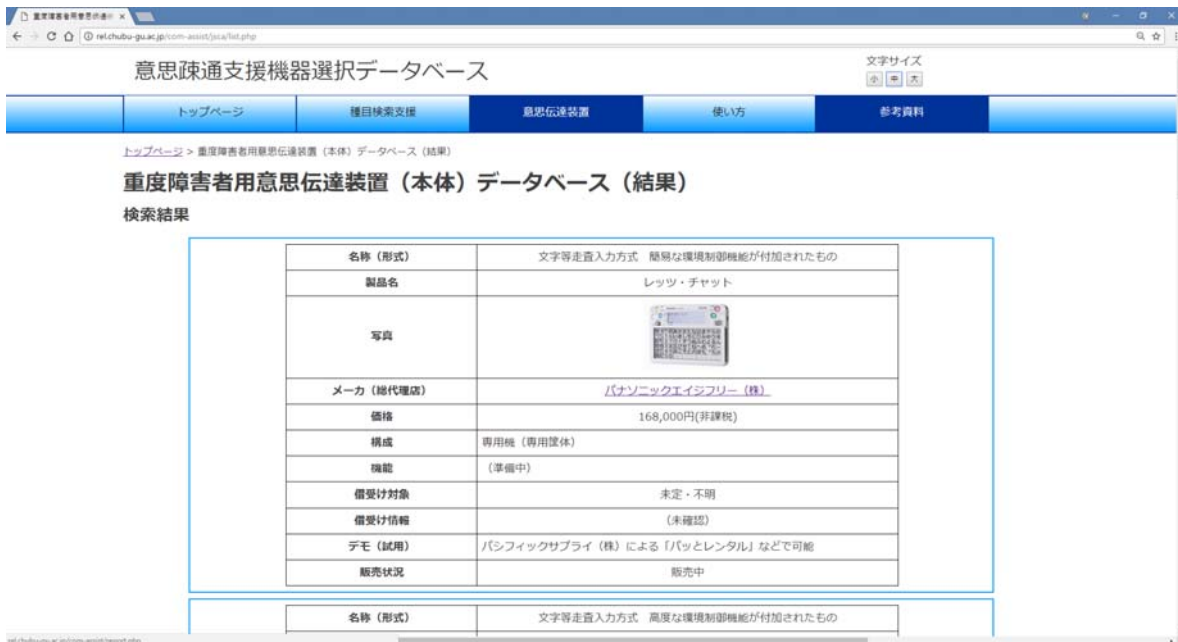 重度障害者用意思伝達 ×
rel.chubu-gu.ac.jp/com-assist/jsca/list.php
意思疎通支援機器選択データベース
文字サイズ
小 中 大
トップページ 種目検索支援 意思伝達装置 使い方 参考資料
トップページ > 重度障害者用意思伝達装置（本体）データベース（結果）
重度障害者用意思伝達装置（本体）データベース（結果）
検索結果
名称（形式） 文字等走査入力方式 簡易な環境制御機能が付加されたもの
製品名 レッツ・チャット
写真
メーカ（総代理店） パナソニックエイジフリー（株）
価格 168,000円(非課税)
構成 専用機（専用筐体）
機能 （準備中）
借受け対象 未定・不明
借受け情報 （未確認）
デモ（試用） パシフィックサプライ（株）による「パッとレンタル」などで可能
販売状況 販売中
名称（形式） 文字等走査入力方式 高度な環境制御機能が付加されたもの